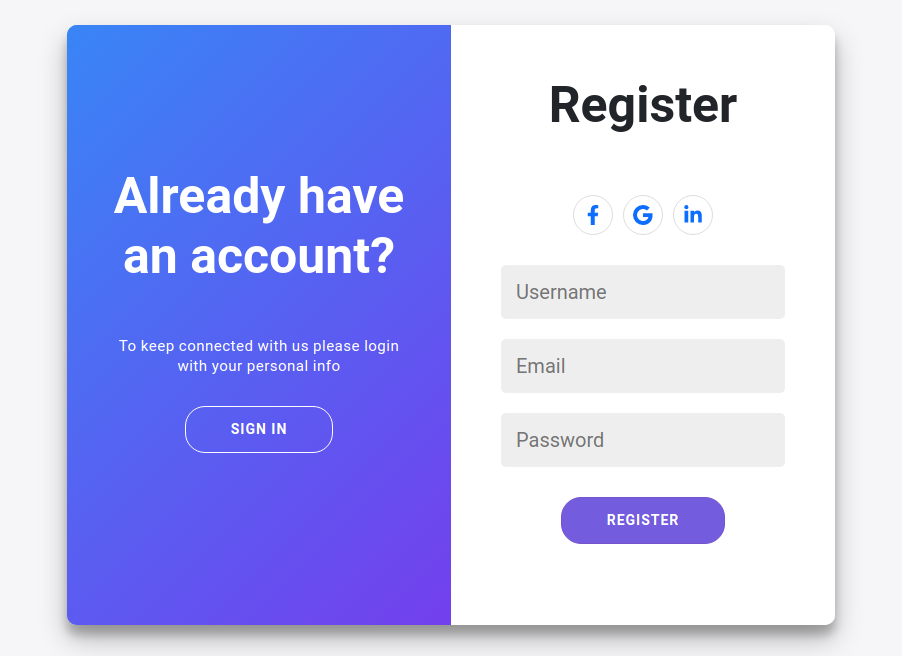 Already have
an account?
To keep connected with us please login
with your personal info
SIGN IN
Register
Username
Email
Password
REGISTER